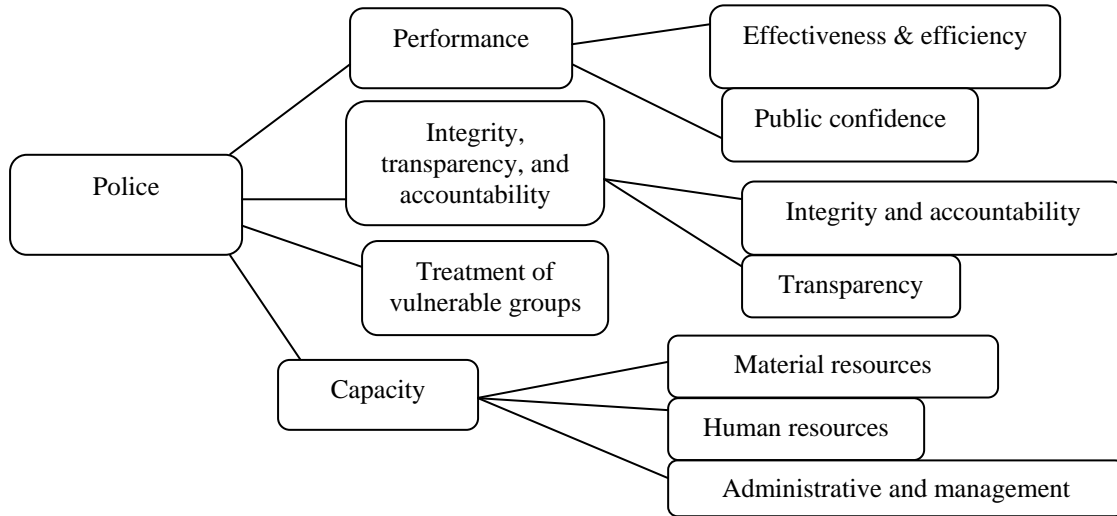 Police
Performance
Effectiveness & efficiency
Public confidence
Integrity,
transparency, and
accountability
Integrity and accountability
Transparency
Treatment of
vulnerable groups
Capacity
Material resources
Human resources
Administrative and management